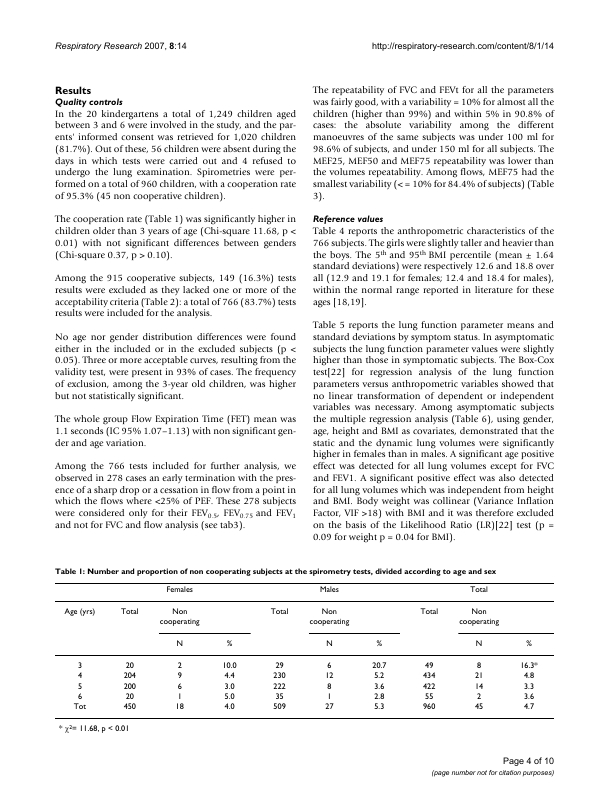 Respiratory Research 2007, 8:14
http://respiratory-research.com/content/8/1/14
Results
Quality controls
In the 20 kindergartens a total of 1,249 children aged
between 3 and 6 were involved in the study, and the par-
ents' informed consent was retrieved for 1,020 children
(81.7%). Out of these, 56 children were absent during the
days in which tests were carried out and 4 refused to
undergo the lung examination. Spirometries were per-
formed on a total of 960 children, with a cooperation rate
of 95.3% (45 non cooperative children).
The cooperation rate (Table 1) was significantly higher in
children older than 3 years of age (Chi-square 11.68, p <
0.01) with not significant differences between genders
(Chi-square 0.37, p > 0.10).
Among the 915 cooperative subjects, 149 (16.3%) tests
results were excluded as they lacked one or more of the
acceptability criteria (Table 2): a total of 766 (83.7%) tests
results were included for the analysis.
No age nor gender distribution differences were found
either in the included or in the excluded subjects (p <
0.05). Three or more acceptable curves, resulting from the
validity test, were present in 93% of cases. The frequency
of exclusion, among the 3-year old children, was higher
but not statistically significant.
The whole group Flow Expiration Time (FET) mean was
1.1 seconds (IC 95% 1.07–1.13) with non significant gen-
der and age variation.
Among the 766 tests included for further analysis, we
observed in 278 cases an early termination with the pres-
ence of a sharp drop or a cessation in flow from a point in
which the flows where <25% of PEF. These 278 subjects
were considered only for their FEV0.5, FEV0.75 and FEV1
and not for FVC and flow analysis (see tab3).
The repeatability of FVC and FEVt for all the parameters
was fairly good, with a variability = 10% for almost all the
children (higher than 99%) and within 5% in 90.8% of
cases: the absolute variability among the different
manoeuvres of the same subjects was under 100 ml for
98.6% of subjects, and under 150 ml for all subjects. The
MEF25, MEF50 and MEF75 repeatability was lower than
the volumes repeatability. Among flows, MEF75 had the
smallest variability (< = 10% for 84.4% of subjects) (Table
3).
Reference values
Table 4 reports the anthropometric characteristics of the
766 subjects. The girls were slightly taller and heavier than
the boys. The 5th and 95th BMI percentile (mean ± 1.64
standard deviations) were respectively 12.6 and 18.8 over
all (12.9 and 19.1 for females; 12.4 and 18.4 for males),
within the normal range reported in literature for these
ages [18,19].
Table 5 reports the lung function parameter means and
standard deviations by symptom status. In asymptomatic
subjects the lung function parameter values were slightly
higher than those in symptomatic subjects. The Box-Cox
test[22] for regression analysis of the lung function
parameters versus anthropometric variables showed that
no linear transformation of dependent or independent
variables was necessary. Among asymptomatic subjects
the multiple regression analysis (Table 6), using gender,
age, height and BMI as covariates, demonstrated that the
static and the dynamic lung volumes were significantly
higher in females than in males. A significant age positive
effect was detected for all lung volumes except for FVC
and FEV1. A significant positive effect was also detected
for all lung volumes which was independent from height
and BMI. Body weight was collinear (Variance Inflation
Factor, VIF >18) with BMI and it was therefore excluded
on the basis of the Likelihood Ratio (LR)[22] test (p =
0.09 for weight p = 0.04 for BMI).
Table 1: Number and proportion of non cooperating subjects at the spirometry tests, divided according to age and sex
Females Males Total
Age (yrs) Total Non cooperating Total Non cooperating Total Non cooperating
N % N % N %
3 20 2 10.0 29 6 20.7 49 8 16.3*
4 204 9 4.4 230 12 5.2 434 21 4.8
5 200 6 3.0 222 8 3.6 422 14 3.3
6 20 1 5.0 35 1 2.8 55 2 3.6
Tot 450 18 4.0 509 27 5.3 960 45 4.7
* χ2= 11.68, p < 0.01
Page 4 of 10
(page number not for citation purposes)